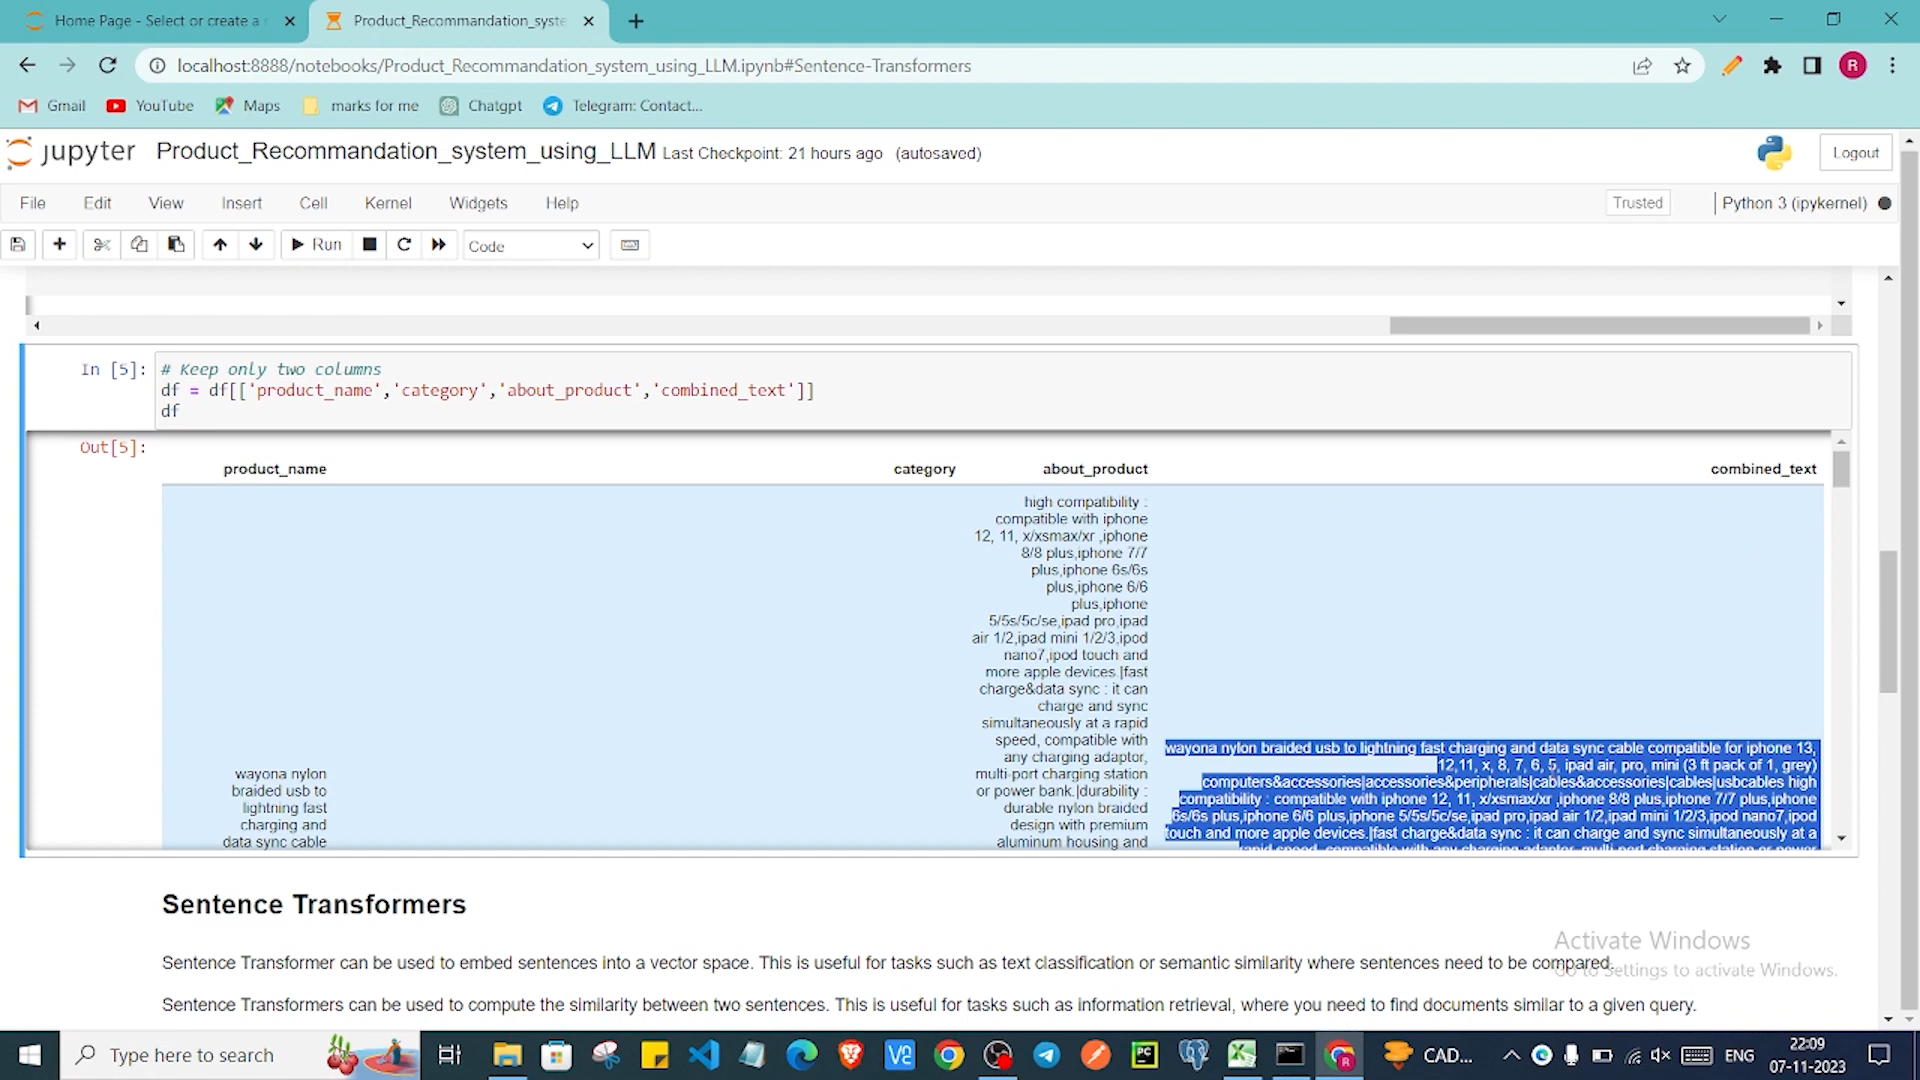 Home Page - Select or create a
Product_Recommandation_syste
localhost:8888/notebooks/Product_Recommandation_system_using_LLM.ipynb#Sentence-Transformers
R
Gmail
YouTube
Maps
marks for me
Chatgpt
Telegram: Contact...
jupyter
Product_Recommandation_system_using_LLM Last Checkpoint: 21 hours ago (autosaved)
Logout
File Edit View Insert Cell Kernel Widgets Help
Trusted
Python 3 (ipykernel)
Run
Code
In [5]:
# Keep only two columns
df = df[['product_name','category','about_product','combined_text']]
df
Out[5]:
product_name category about_product combined_text
high compatibility :
compatible with iphone
12, 11, x/xsmax/xr ,iphone
8/8 plus,iphone 7/7
plus,iphone 6s/6s
plus,iphone 6/6
plus,iphone
5/5s/5c/se,ipad pro,ipad
air 1/2,ipad mini 1/2/3,ipod
nano7,ipod touch and
more apple devices.|fast
charge&data sync : it can
charge and sync
simultaneously at a rapid
speed, compatible with
any charging adaptor,
multi-port charging station
or power bank.|durability :
durable nylon braided
design with premium
aluminum housing and
wayona nylon
braided usb to
lightning fast
charging and
data sync cable
wayona nylon braided usb to lightning fast charging and data sync cable compatible for iphone 13,
12,11, x, 8, 7, 6, 5, ipad air, pro, mini (3 ft pack of 1, grey)
computers&accessories|accessories&peripherals|cables&accessories|cables|usbcables high
compatibility : compatible with iphone 12, 11, x/xsmax/xr ,iphone 8/8 plus,iphone 7/7 plus,iphone
6s/6s plus,iphone 6/6 plus,iphone 5/5s/5c/se,ipad pro,ipad air 1/2,ipad mini 1/2/3,ipod nano7,ipod
touch and more apple devices.|fast charge&data sync : it can charge and sync simultaneously at a
rapid speed, compatible with any charging adaptor, multi-port charging station or power
Sentence Transformers
Sentence Transformer can be used to embed sentences into a vector space. This is useful for tasks such as text classification or semantic similarity where sentences need to be compared.
Sentence Transformers can be used to compute the similarity between two sentences. This is useful for tasks such as information retrieval, where you need to find documents similar to a given query.
Activate Windows
Go to Settings to activate Windows.
Type here to search
CAD...
ENG
22:09
07-11-2023